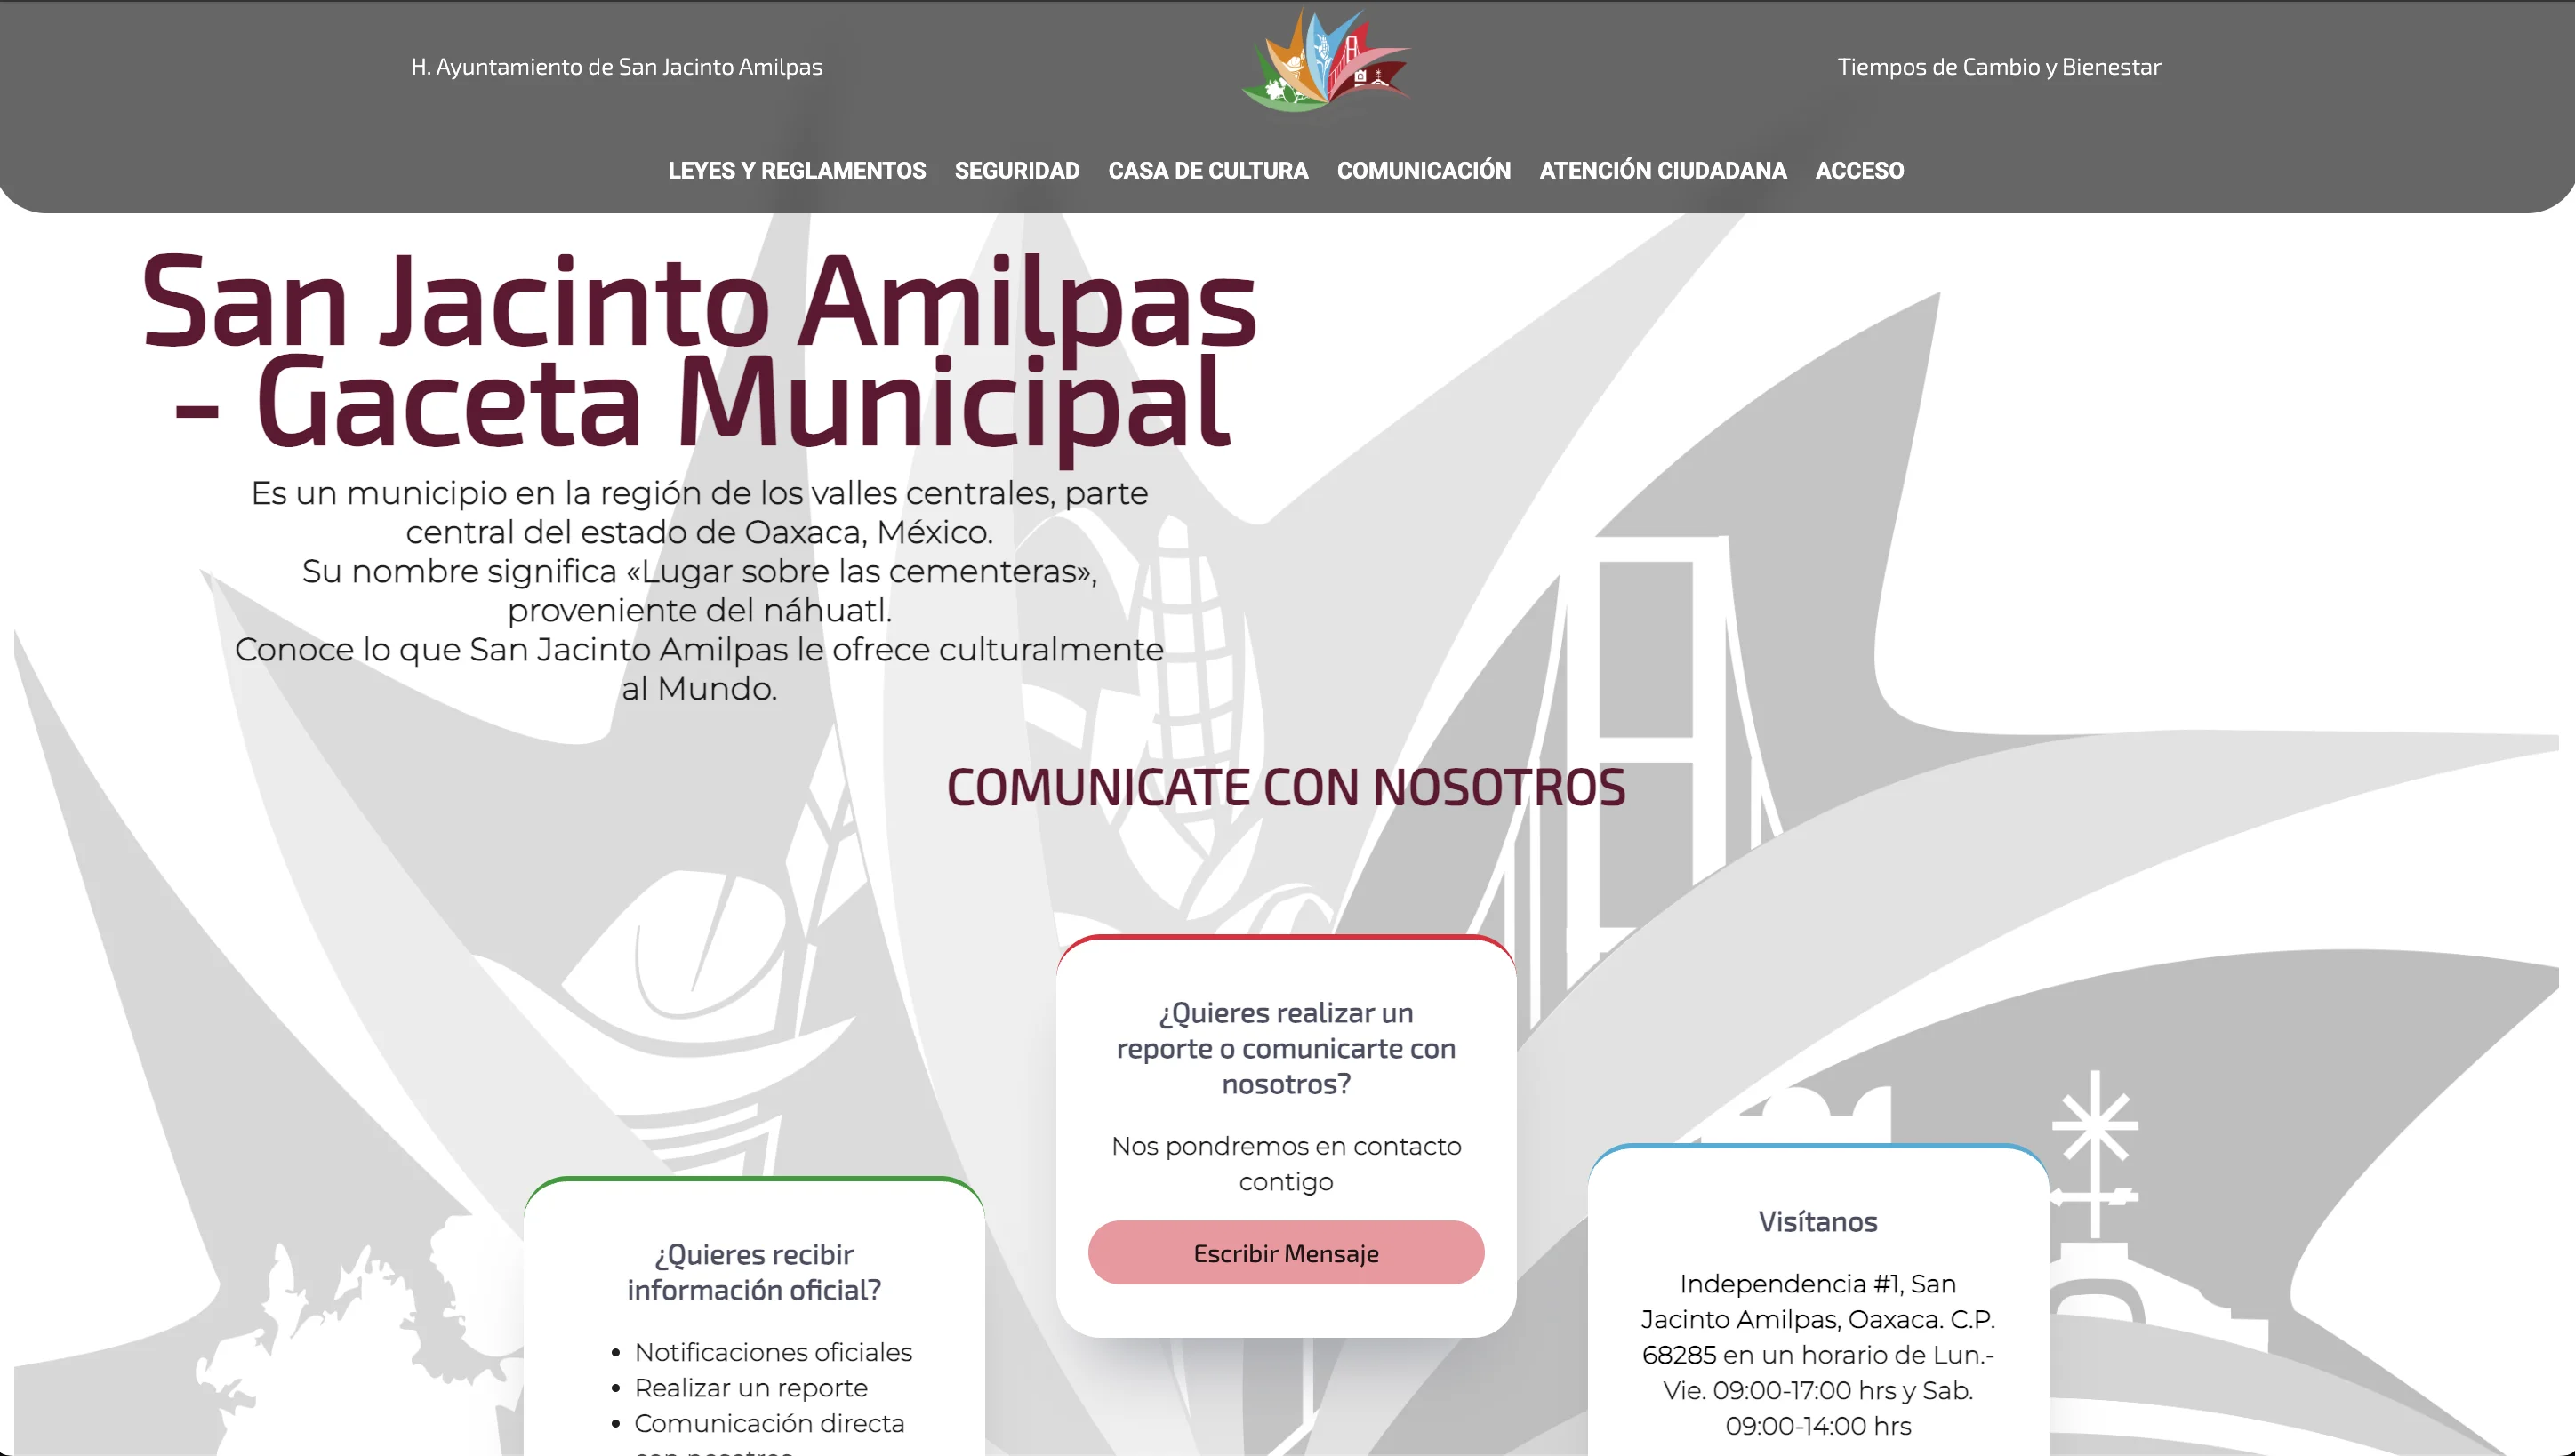 H. Ayuntamiento de San Jacinto Amilpas
Tiempos de Cambio y Bienestar
LEYES Y REGLAMENTOS SEGURIDAD CASA DE CULTURA COMUNICACIÓN ATENCIÓN CIUDADANA ACCESO
San Jacinto Amilpas
- Gaceta Municipal
Es un municipio en la región de los valles centrales, parte
central del estado de Oaxaca, México.
Su nombre significa «Lugar sobre las cementeras»,
proveniente del náhuatl.
Conoce lo que San Jacinto Amilpas le ofrece culturalmente
al Mundo.
COMUNICATE CON NOSOTROS
¿Quieres recibir
información oficial?
• Notificaciones oficiales
• Realizar un reporte
• Comunicación directa
con nosotros
¿Quieres realizar un
reporte o comunicarte con
nosotros?
Nos pondremos en contacto
contigo
Escribir Mensaje
Visítanos
Independencia #1, San
Jacinto Amilpas, Oaxaca. C.P.
68285 en un horario de Lun.-
Vie. 09:00-17:00 hrs y Sab.
09:00-14:00 hrs